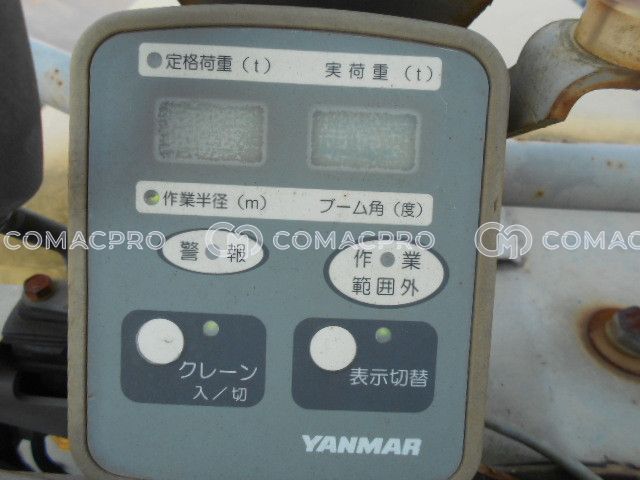 定格荷重(t) 実荷重(t)
作業半径(m) ブーム角(度)
COMACPRO COMACPRO COMACPRO
警報 作業
範囲外
クレーン
入/切
表示切替
YANMAR